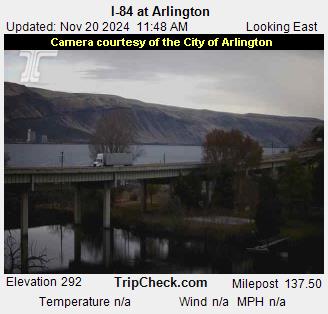 I-84 at Arlington
Updated: Nov 20 2024 11:48 AM Looking East
Camera courtesy of the City of Arlington
Elevation 292 TripCheck.com Milepost 137.50
Temperature n/a Wind n/a MPH n/a